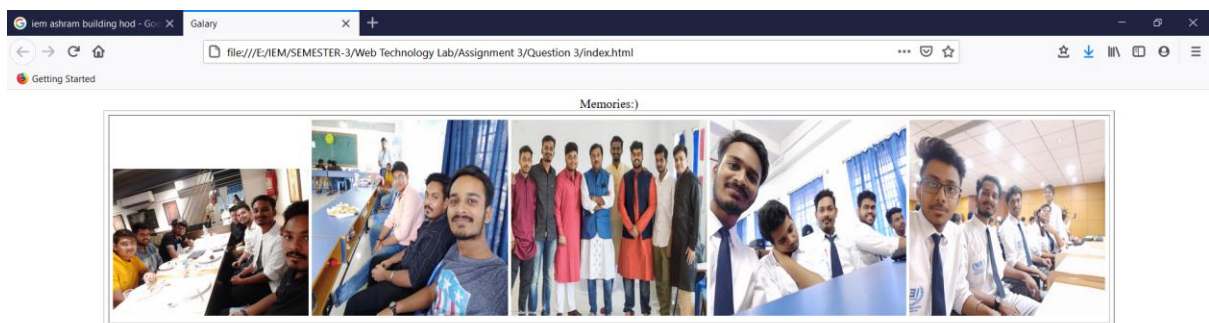 iem ashram building hod - Goo
Galary
file:///E:/IEM/SEMESTER-3/Web Technology Lab/Assignment 3/Question 3/index.html
Getting Started
Memories:)